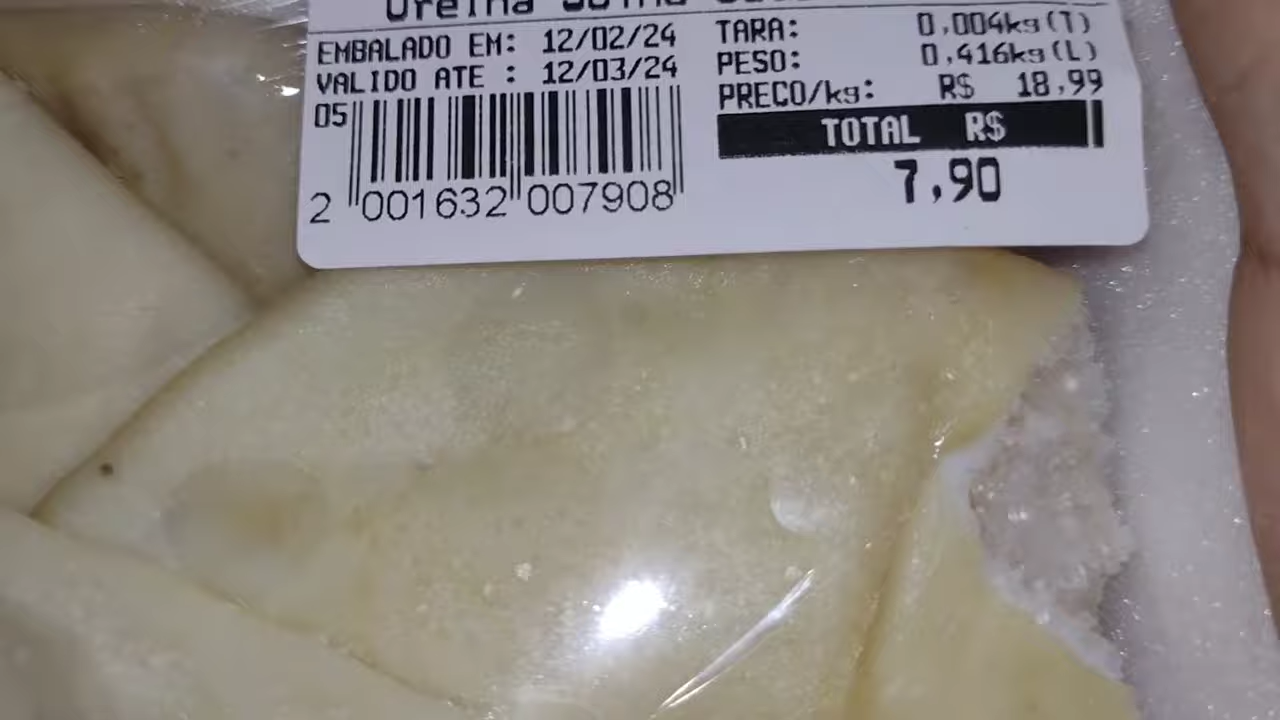 Orelha
EMBALADO EM: 12/02/24
VALIDO ATE : 12/03/24
TARA: 0,004kg(T)
PESO: 0,416kg(L)
PRECO/kg: R$ 18,99
TOTAL R$
7,90
05
2 001632 007908